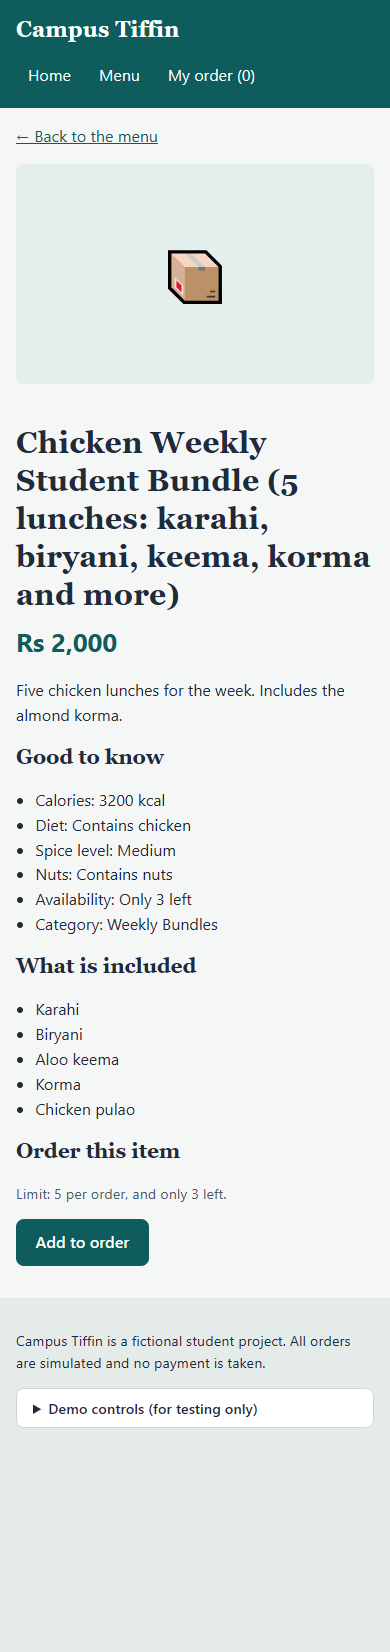 Campus Tiffin
Home Menu My order (0)
← Back to the menu
Chicken Weekly
Student Bundle (5
lunches: karahi,
biryani, keema, korma
and more)
Rs 2,000
Five chicken lunches for the week. Includes the
almond korma.
Good to know
• Calories: 3200 kcal
• Diet: Contains chicken
• Spice level: Medium
• Nuts: Contains nuts
• Availability: Only 3 left
• Category: Weekly Bundles
What is included
• Karahi
• Biryani
• Aloo keema
• Korma
• Chicken pulao
Order this item
Limit: 5 per order, and only 3 left.
Add to order
Campus Tiffin is a fictional student project. All orders
are simulated and no payment is taken.
▶ Demo controls (for testing only)